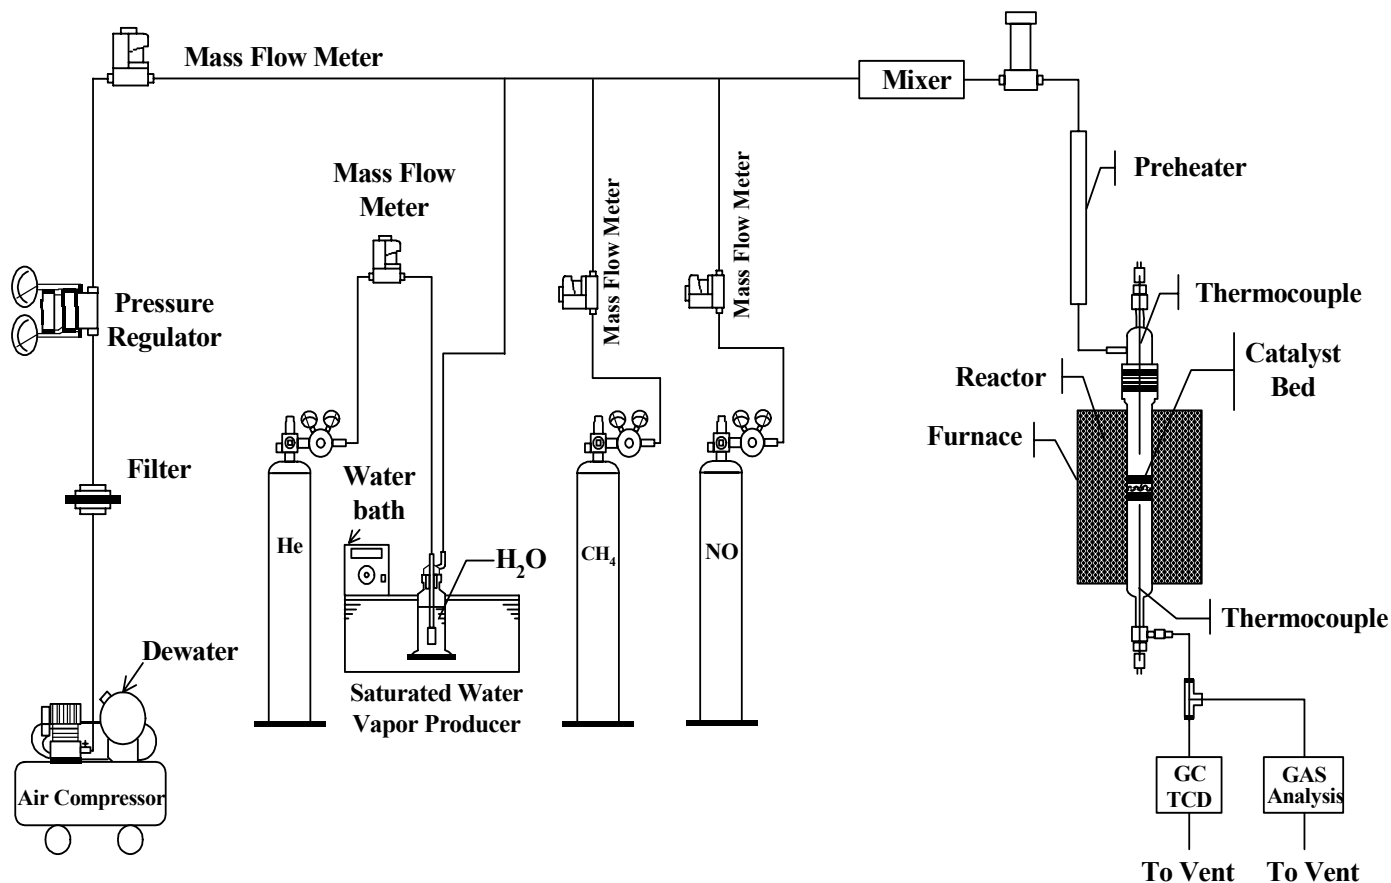 Mass Flow Meter
Mixer
Mass Flow
Meter
Mass Flow Meter
Mass Flow Meter
Preheater
Pressure
Regulator
Thermocouple
Reactor
Catalyst
Bed
Furnace
Filter
Water
bath
He
H₂O
CH₄
NO
Thermocouple
Dewater
Saturated Water
Vapor Producer
Air Compressor
GC
TCD
GAS
Analysis
To Vent
To Vent